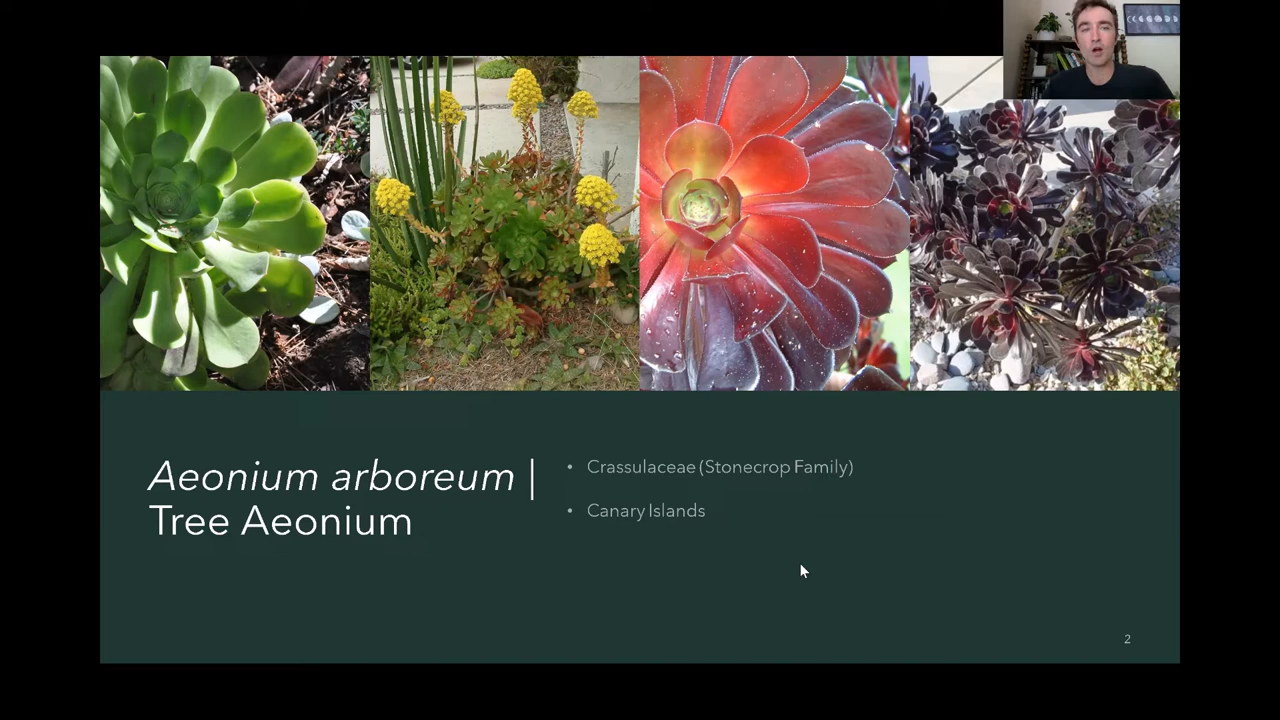 Aeonium arboreum |
Tree Aeonium
• Crassulaceae (Stonecrop Family)
• Canary Islands
2